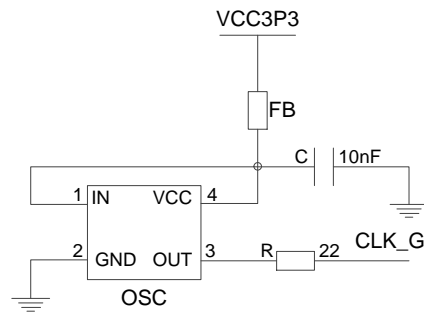 VCC3P3
FB
C 10nF
1 IN VCC 4
2 GND OUT 3
R 22 CLK_G
OSC